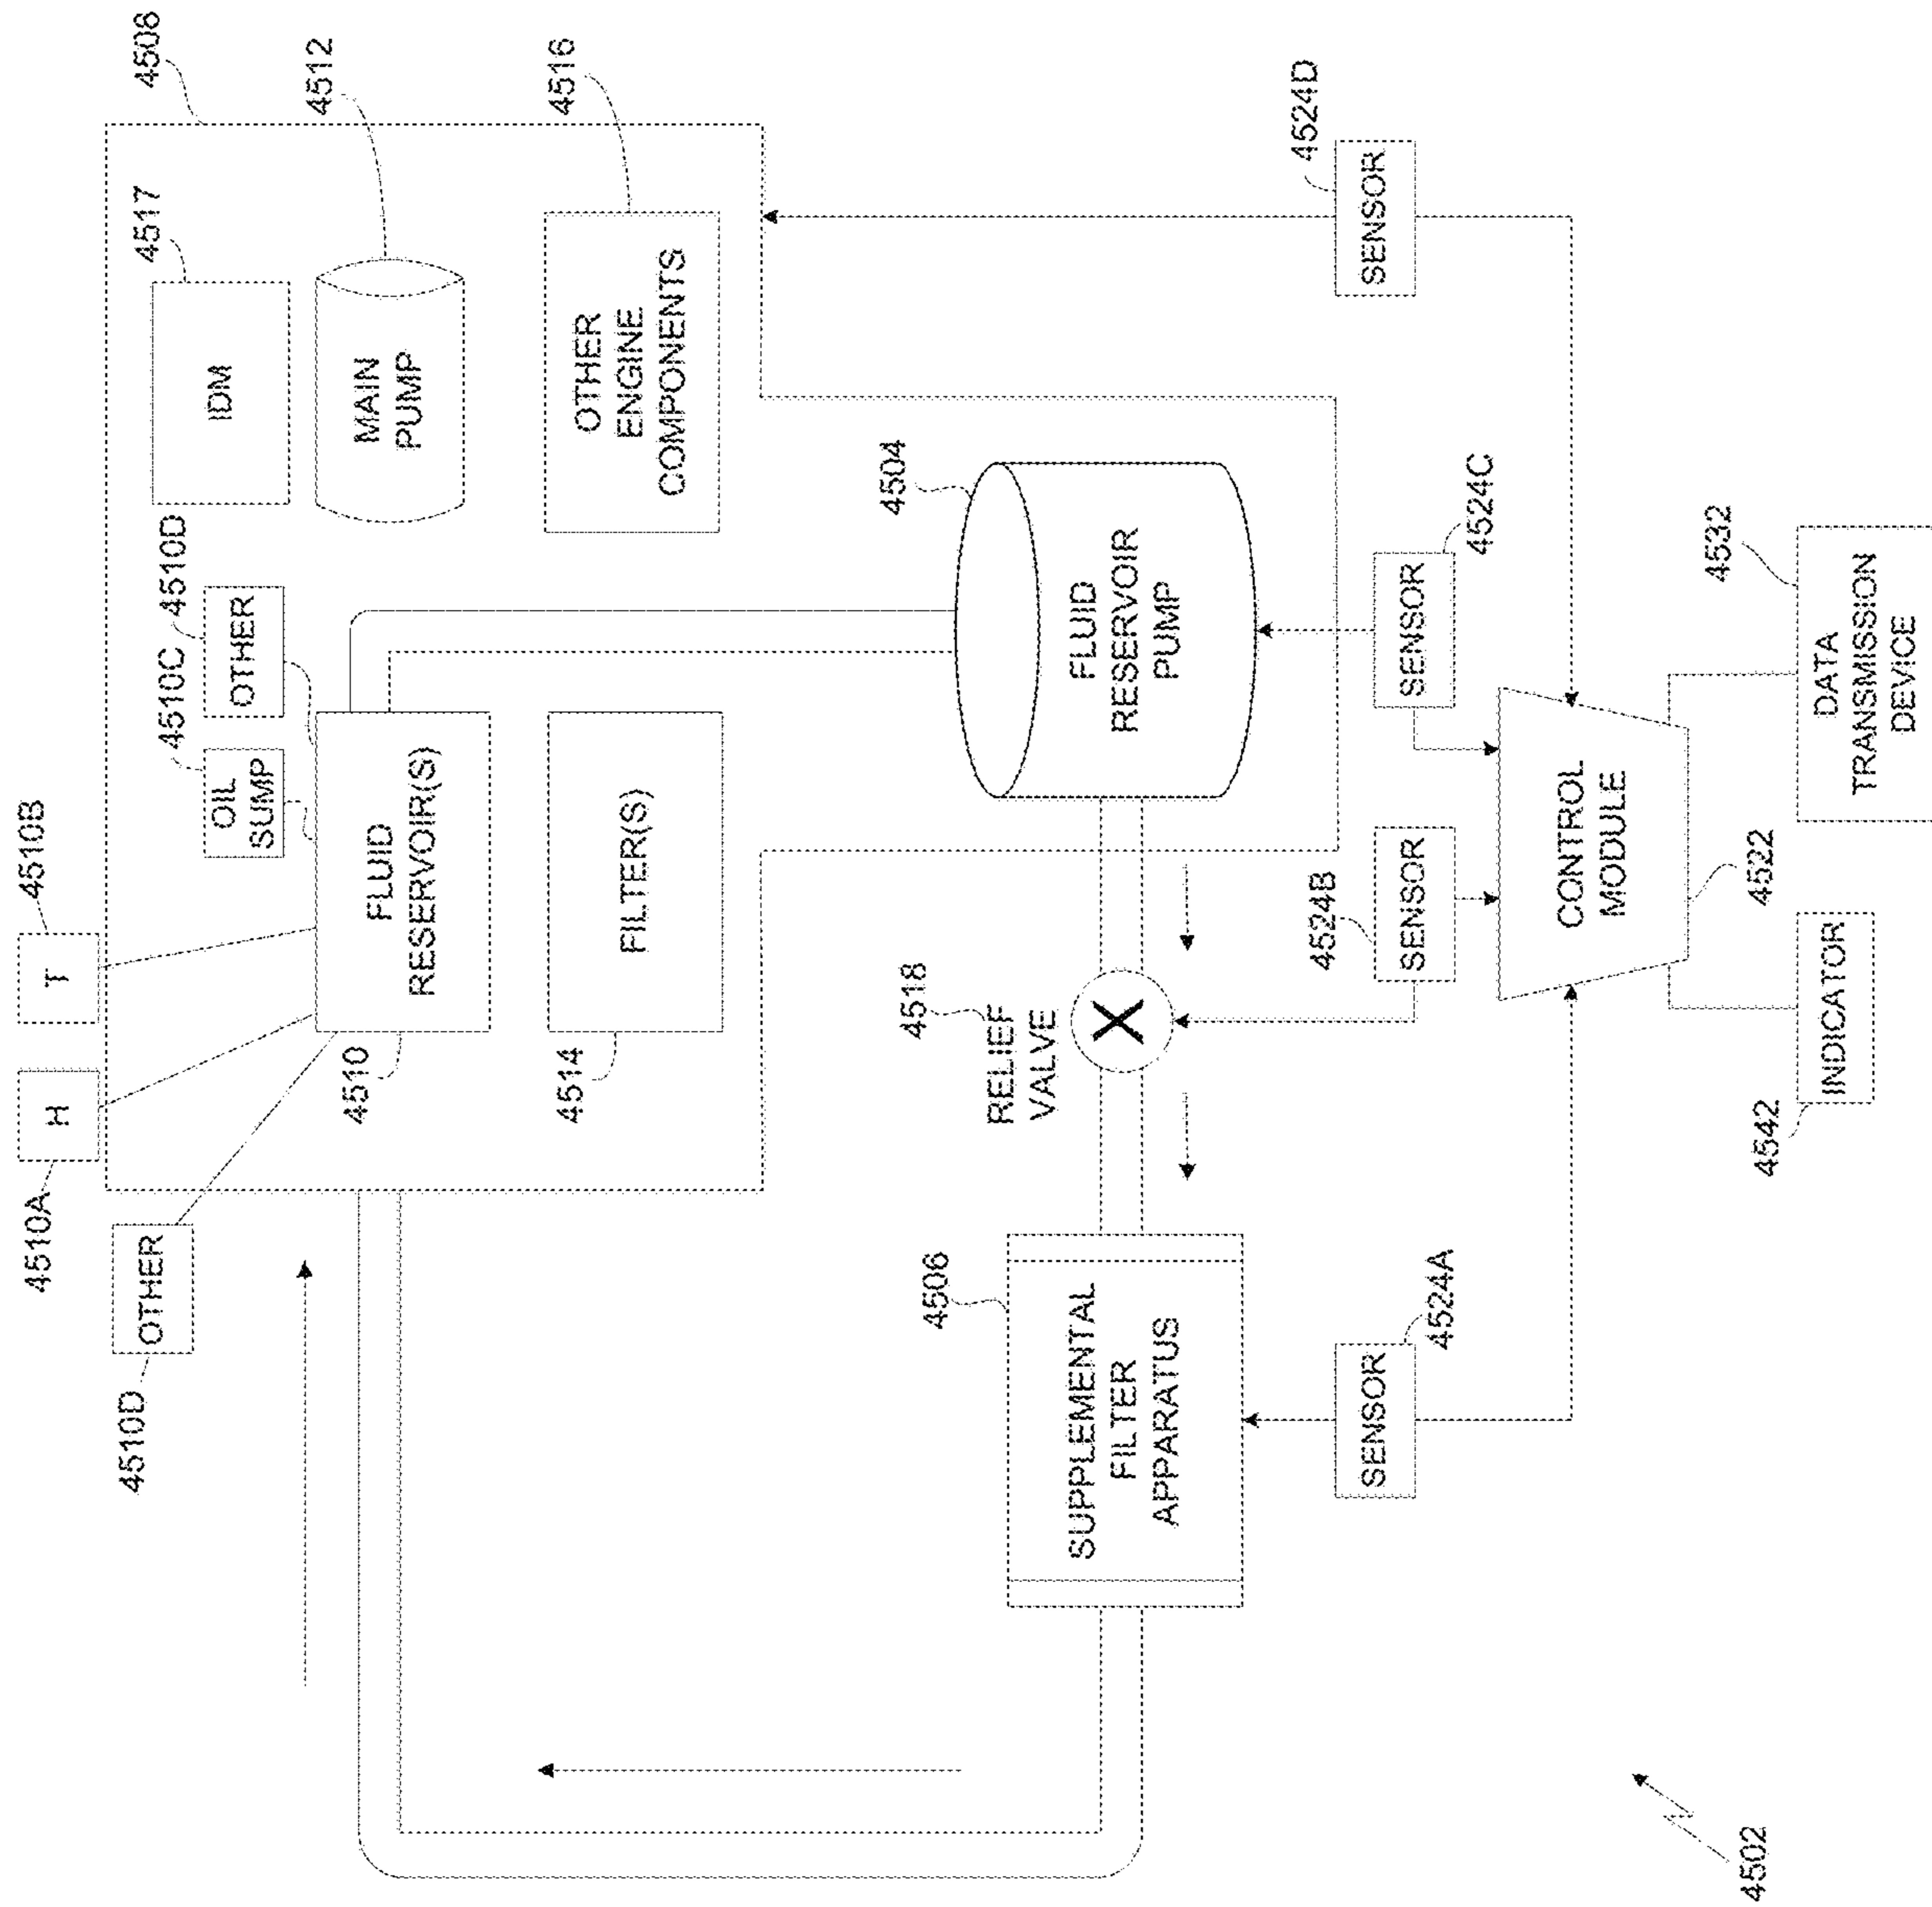 4510A
4510B
H
T
4508
OTHER
4510D
4510C
4510D
4517
OIL
SUMP
OTHER
IDM
4512
FLUID
RESERVOIR(S)
4510
MAIN
PUMP
4516
FILTER(S)
4514
OTHER
ENGINE
COMPONENTS
4504
FLUID
RESERVOIR
PUMP
4518
RELIEF
VALVE
X
4506
SUPPLEMENTAL
FILTER
APPARATUS
SENSOR
4524A
4524B
SENSOR
SENSOR
4524C
4524D
SENSOR
CONTROL
MODULE
4522
4542
INDICATOR
4532
DATA
TRANSMISSION
DEVICE
4502